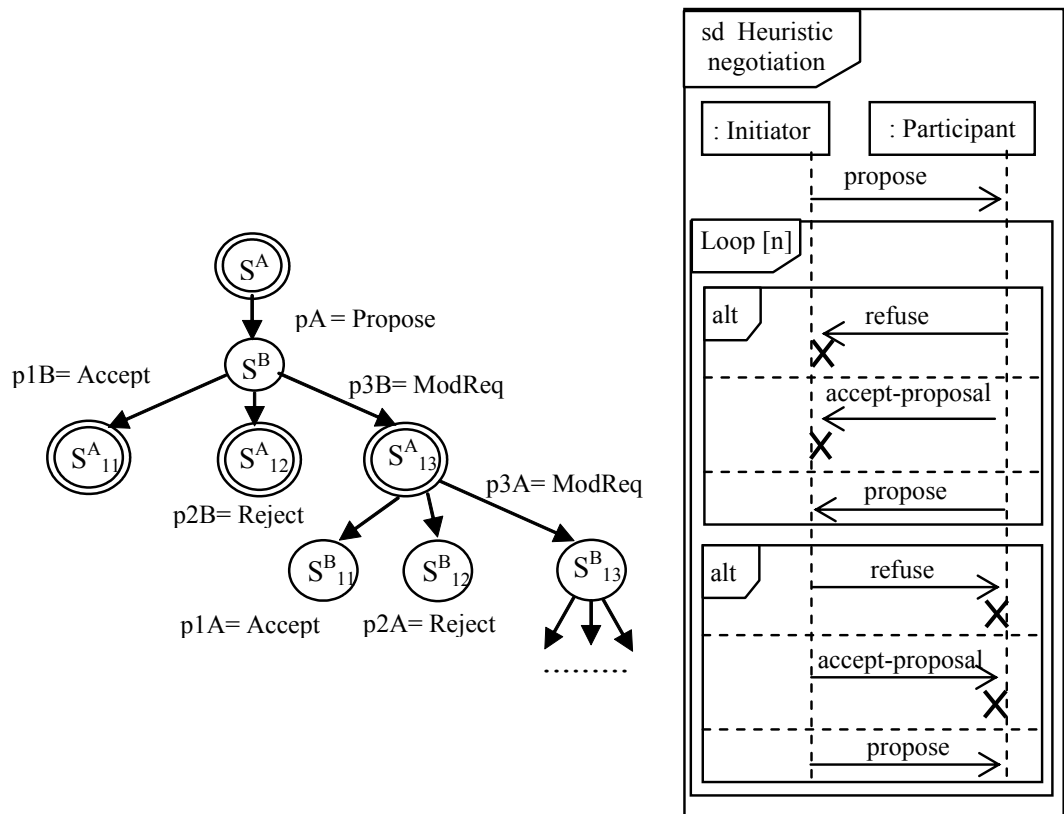 S^A
pA = Propose
S^B
p1B= Accept
p3B= ModReq
S^A_11
S^A_12
S^A_13
p2B= Reject
p3A= ModReq
S^B_11
S^B_12
S^B_13
p1A= Accept
p2A= Reject
........
sd Heuristic
negotiation
: Initiator
: Participant
propose
Loop [n]
alt
refuse
accept-proposal
propose
alt
refuse
accept-proposal
propose